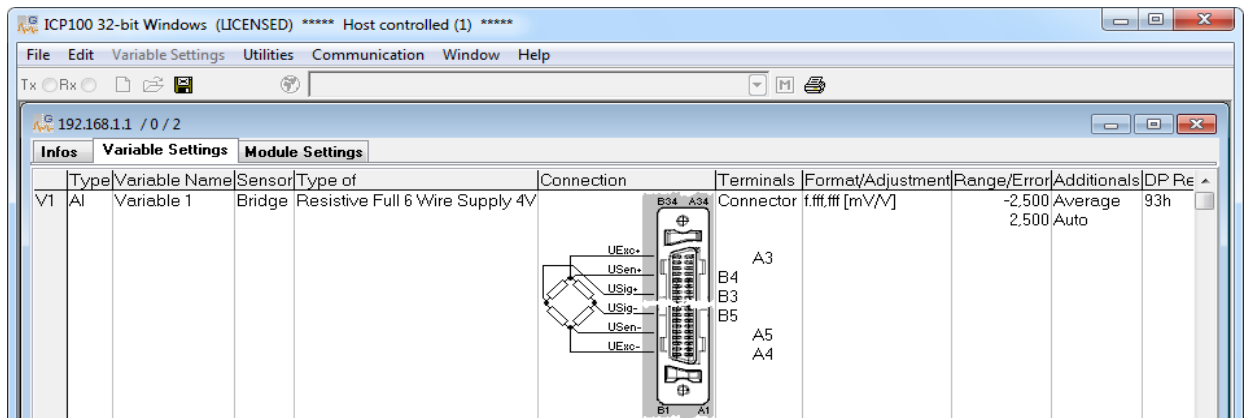 ICP100 32-bit Windows (LICENSED) ***** Host controlled (1) *****
File Edit Variable Settings Utilities Communication Window Help
Tx Rx M
192.168.1.1 / 0 / 2
Infos Variable Settings Module Settings
Type Variable Name Sensor Type of Connection Terminals Format/Adjustment Range/Error Additionals DP Re
V1 AI Variable 1 Bridge Resistive Full 6 Wire Supply 4V B34 A34 Connector f.fff,fff [mV/V] -2,500 Average 93h
2,500 Auto
UExc+ A3
USen+ B4
USig+ B3
USig- B5
USen- A5
UExc- A4
B1 A1